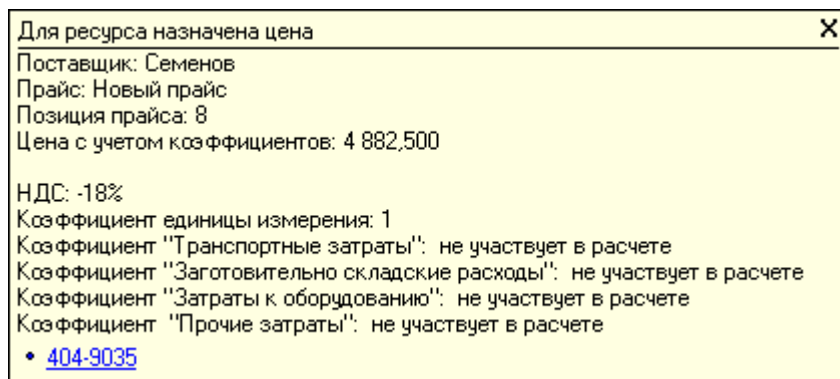 Для ресурса назначена цена X
Поставщик: Семенов
Прайс: Новый прайс
Позиция прайса: 8
Цена с учетом коэффициентов: 4 882,500
НДС: -18%
Коэффициент единицы измерения: 1
Коэффициент "Транспортные затраты": не участвует в расчете
Коэффициент "Заготовительно складские расходы": не участвует в расчете
Коэффициент "Затраты к оборудованию": не участвует в расчете
Коэффициент "Прочие затраты": не участвует в расчете
• 404-9035